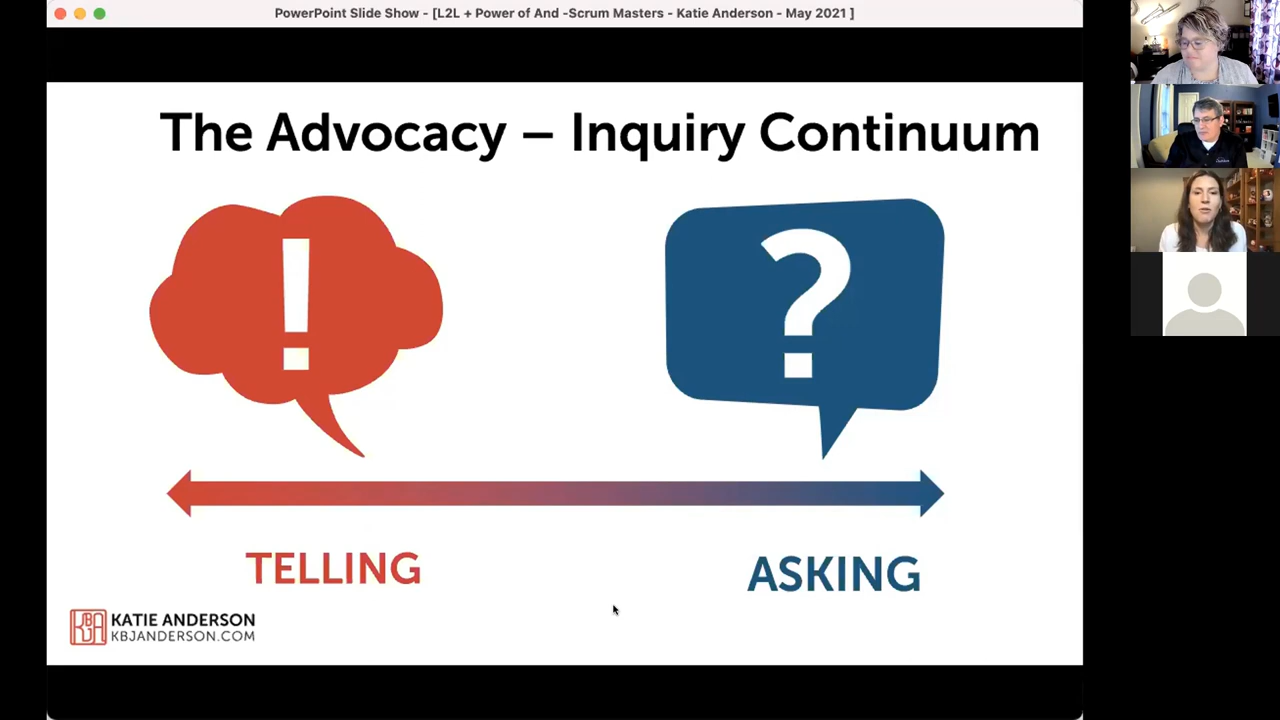 PowerPoint Slide Show - [L2L + Power of And -Scrum Masters - Katie Anderson - May 2021 ]
The Advocacy – Inquiry Continuum
!
?
TELLING
ASKING
KATIE ANDERSON
KBJANDERSON.COM